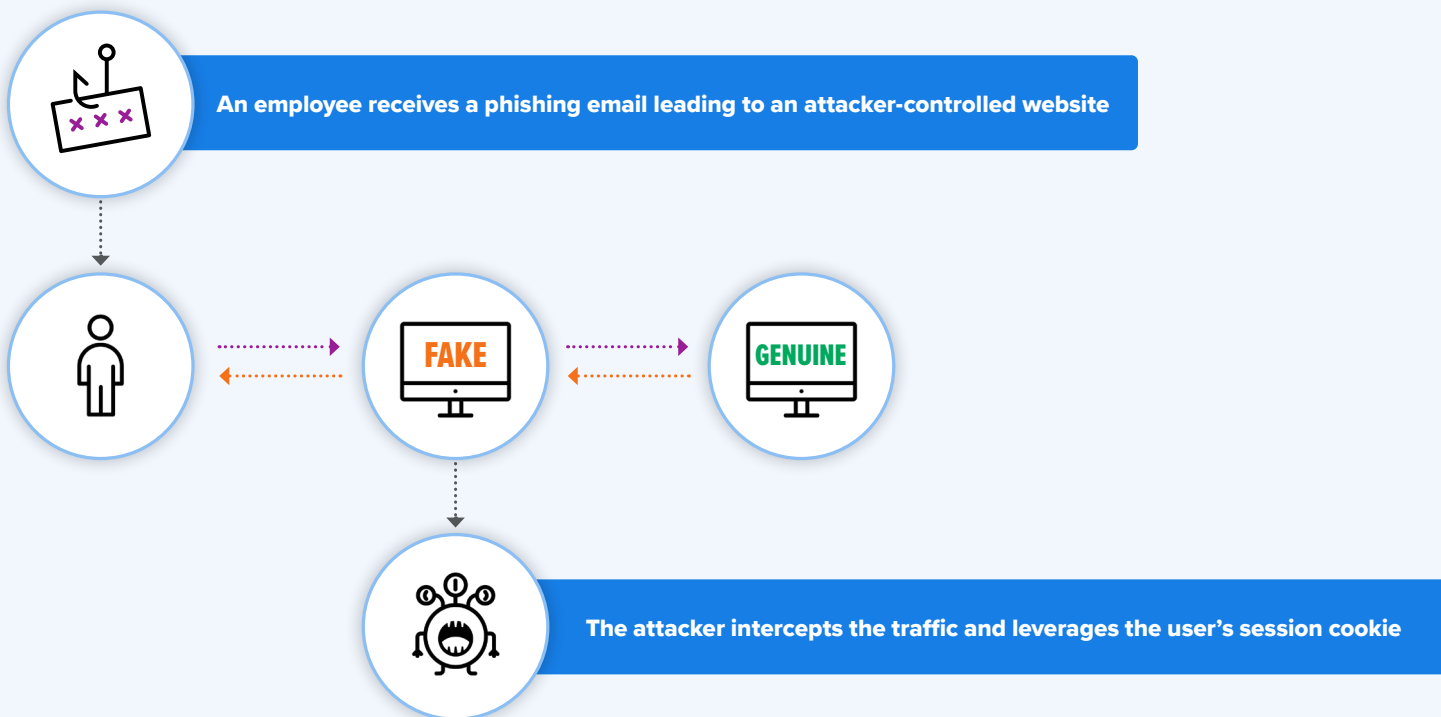 An employee receives a phishing email leading to an attacker-controlled website
FAKE
GENUINE
The attacker intercepts the traffic and leverages the user’s session cookie